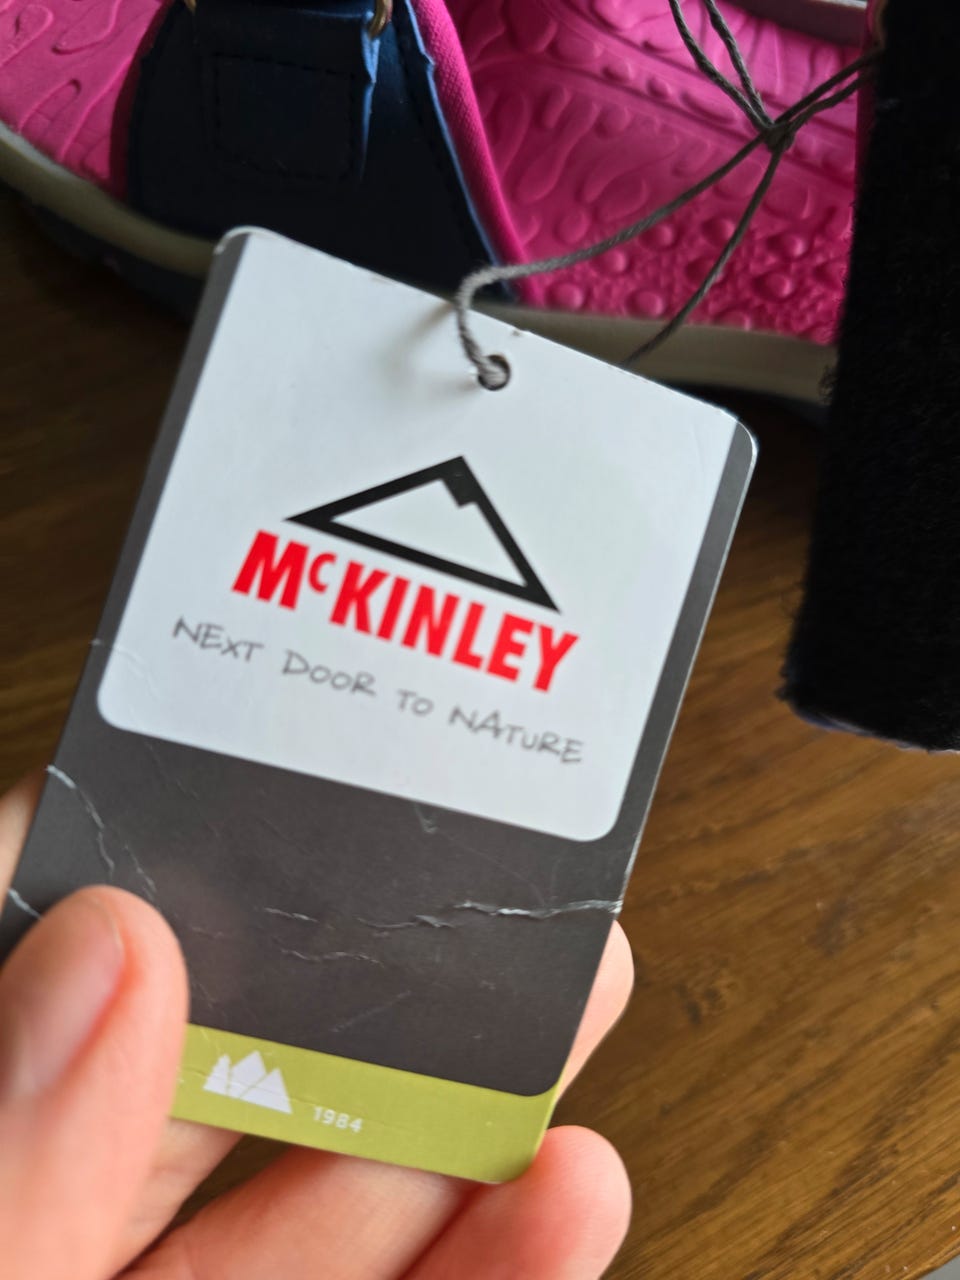 McKINLEY
NEXT DOOR TO NATURE
1984